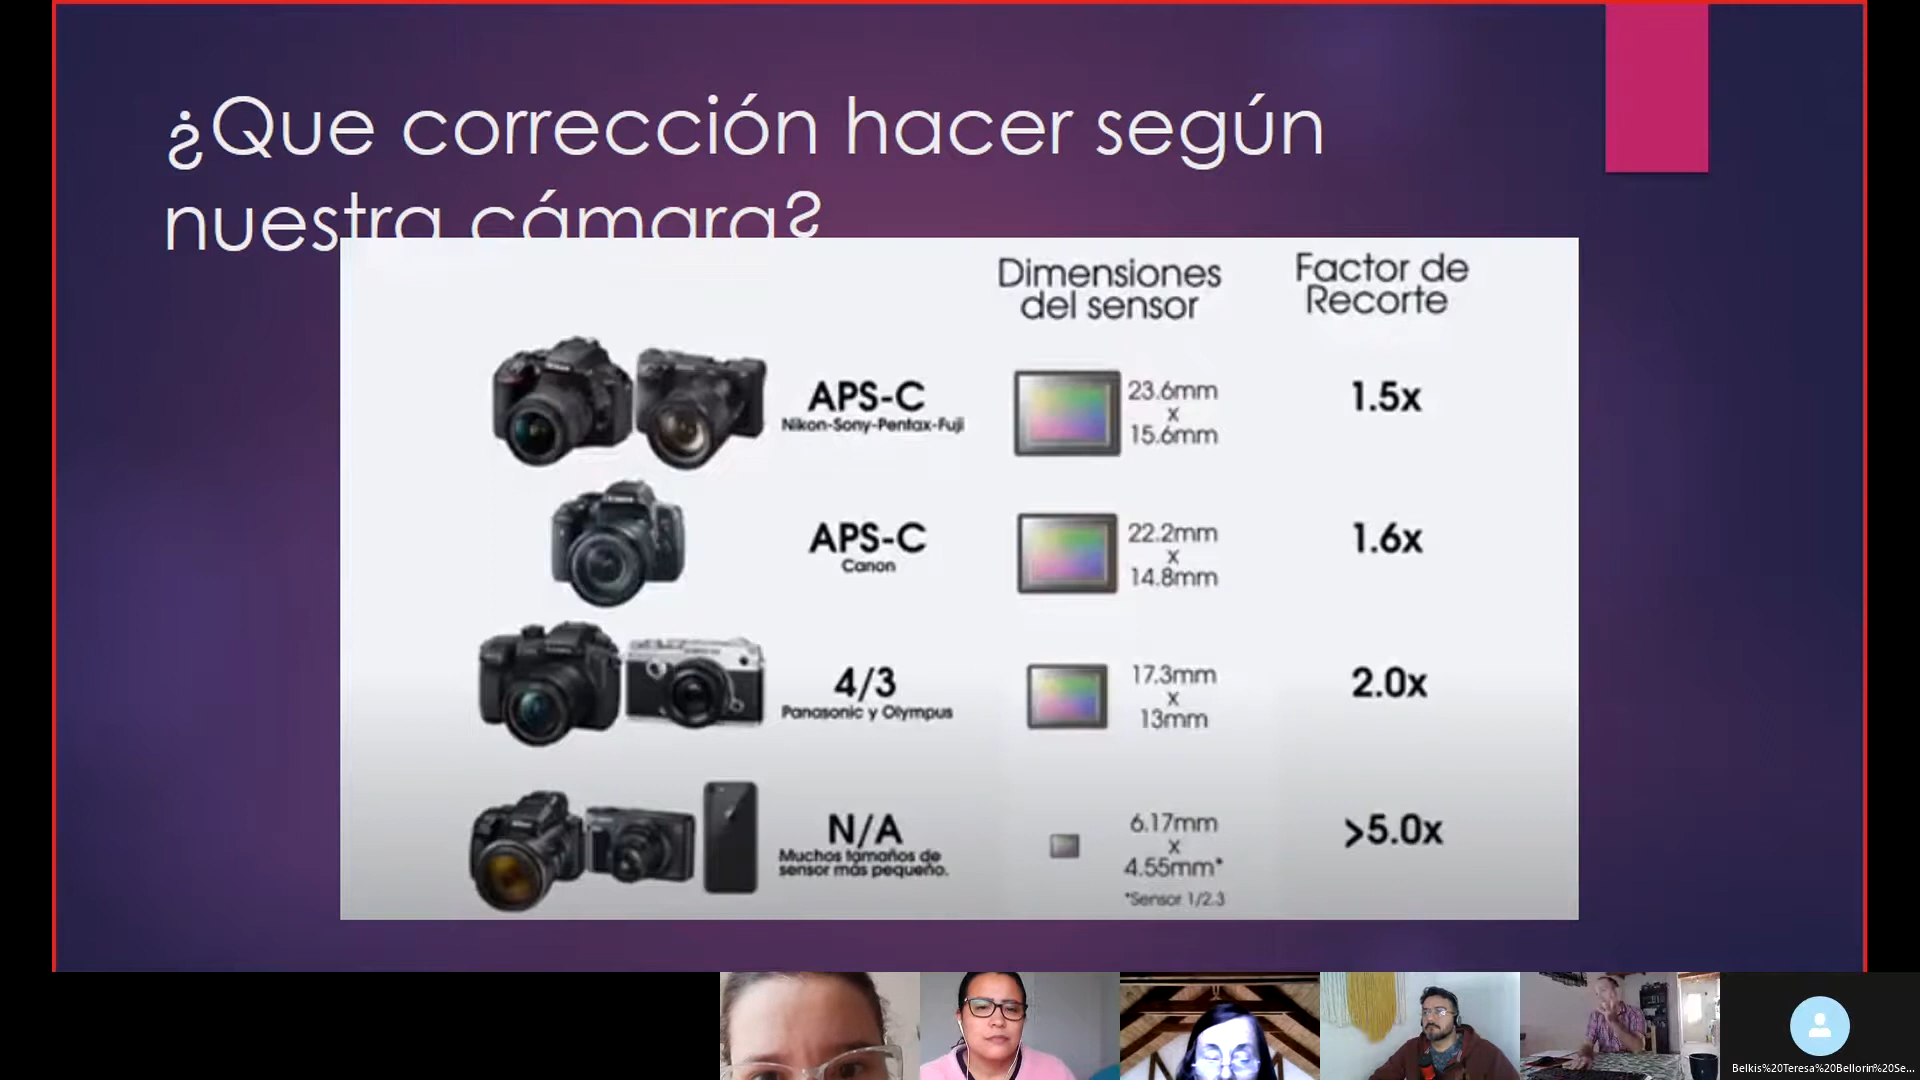 ¿Que corrección hacer según
nuestra cámara?
Dimensiones
del sensor
Factor de
Recorte
APS-C
Nikon-Sony-Pentax-Fuji
23.6mm
x
15.6mm
1.5x
APS-C
Canon
22.2mm
x
14.8mm
1.6x
4/3
Panasonic y Olympus
17.3mm
x
13mm
2.0x
N/A
Muchos tamaños de
sensor más pequeño.
6.17mm
x
4.55mm*
*Sensor 1/2.3
>5.0x
Belkis%20Teresa%20Bellorin%20Se...